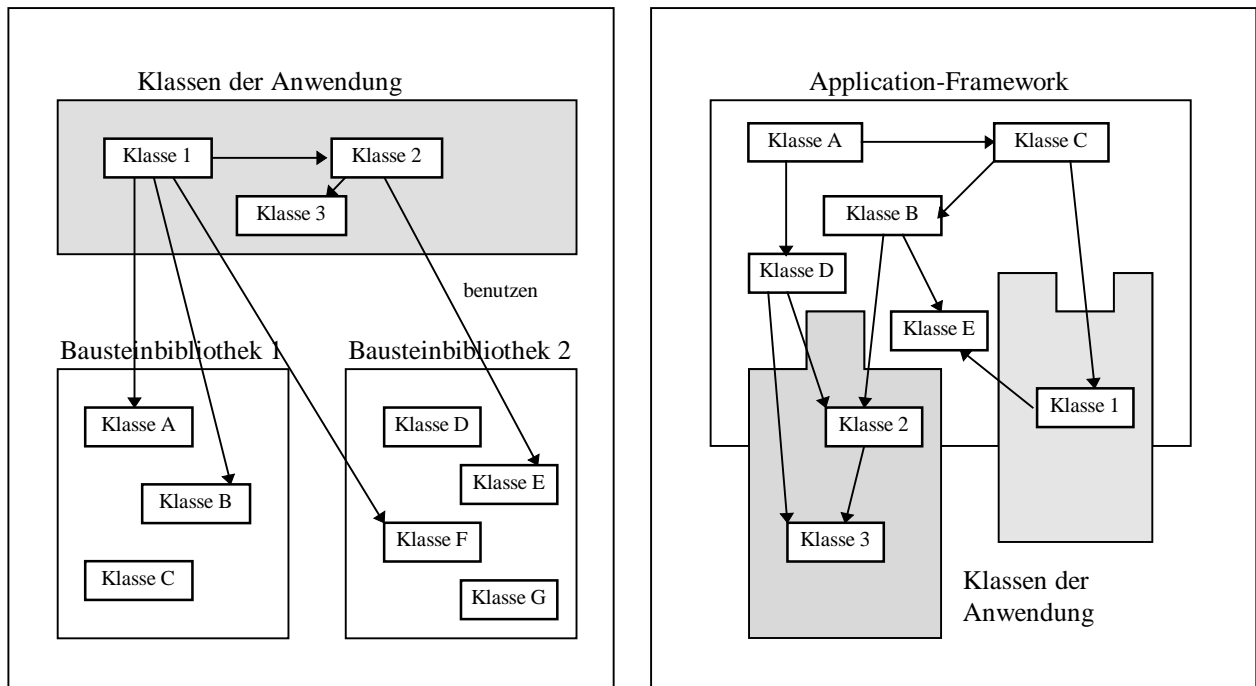 Klassen der Anwendung
Klasse 1
Klasse 2
Klasse 3
benutzen
Bausteinbibliothek 1
Klasse A
Klasse B
Klasse C
Bausteinbibliothek 2
Klasse D
Klasse E
Klasse F
Klasse G
Application-Framework
Klasse A
Klasse C
Klasse B
Klasse D
Klasse E
Klasse 1
Klasse 2
Klasse 3
Klassen der
Anwendung